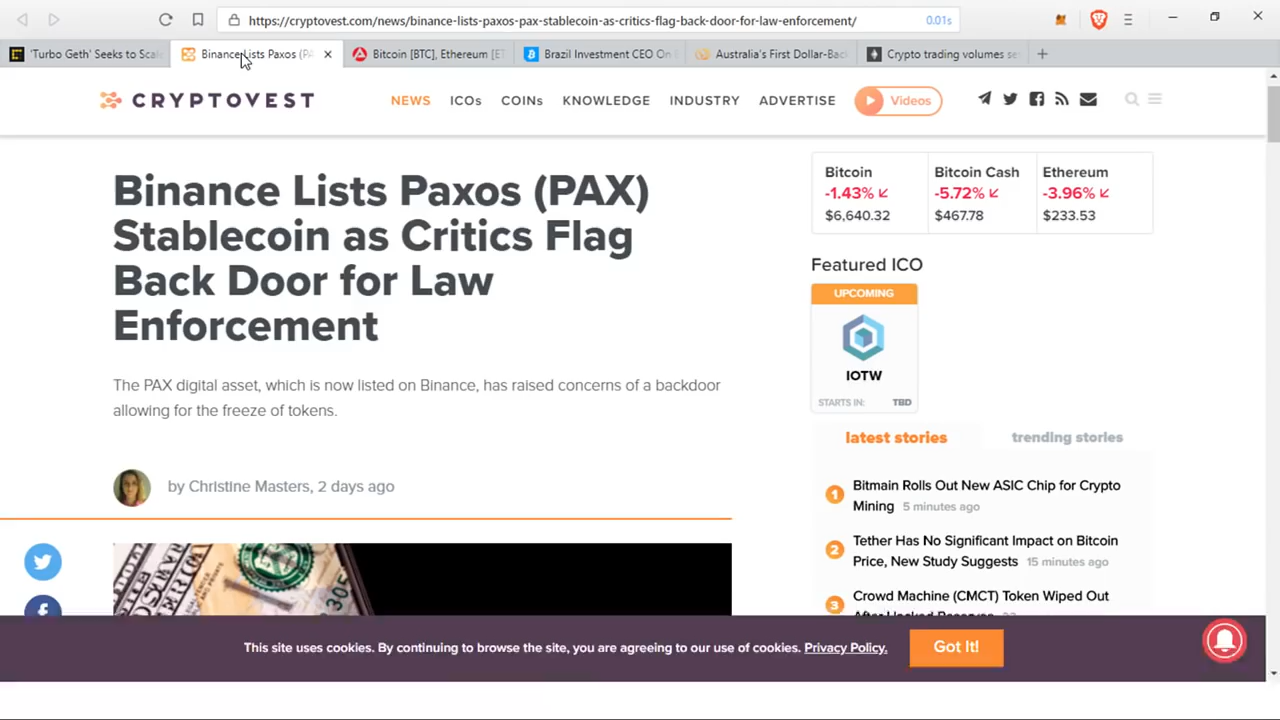 https://cryptovest.com/news/binance-lists-paxos-pax-stablecoin-as-critics-flag-back-door-for-law-enforcement/
0.01s
'Turbo Geth' Seeks to Scale
Binance Lists Paxos (PA
Bitcoin [BTC], Ethereum [ET
Brazil Investment CEO On
Australia's First Dollar-Back
Crypto trading volumes se
CRYPTOVEST
NEWS
ICOs
COINs
KNOWLEDGE
INDUSTRY
ADVERTISE
Videos
Binance Lists Paxos (PAX)
Stablecoin as Critics Flag
Back Door for Law
Enforcement
The PAX digital asset, which is now listed on Binance, has raised concerns of a backdoor
allowing for the freeze of tokens.
by Christine Masters, 2 days ago
Bitcoin
-1.43%
$6,640.32
Bitcoin Cash
-5.72%
$467.78
Ethereum
-3.96%
$233.53
Featured ICO
UPCOMING
IOTW
STARTS IN: TBD
latest stories
trending stories
1
Bitmain Rolls Out New ASIC Chip for Crypto
Mining 5 minutes ago
2
Tether Has No Significant Impact on Bitcoin
Price, New Study Suggests 15 minutes ago
3
Crowd Machine (CMCT) Token Wiped Out
This site uses cookies. By continuing to browse the site, you are agreeing to our use of cookies. Privacy Policy.
Got It!